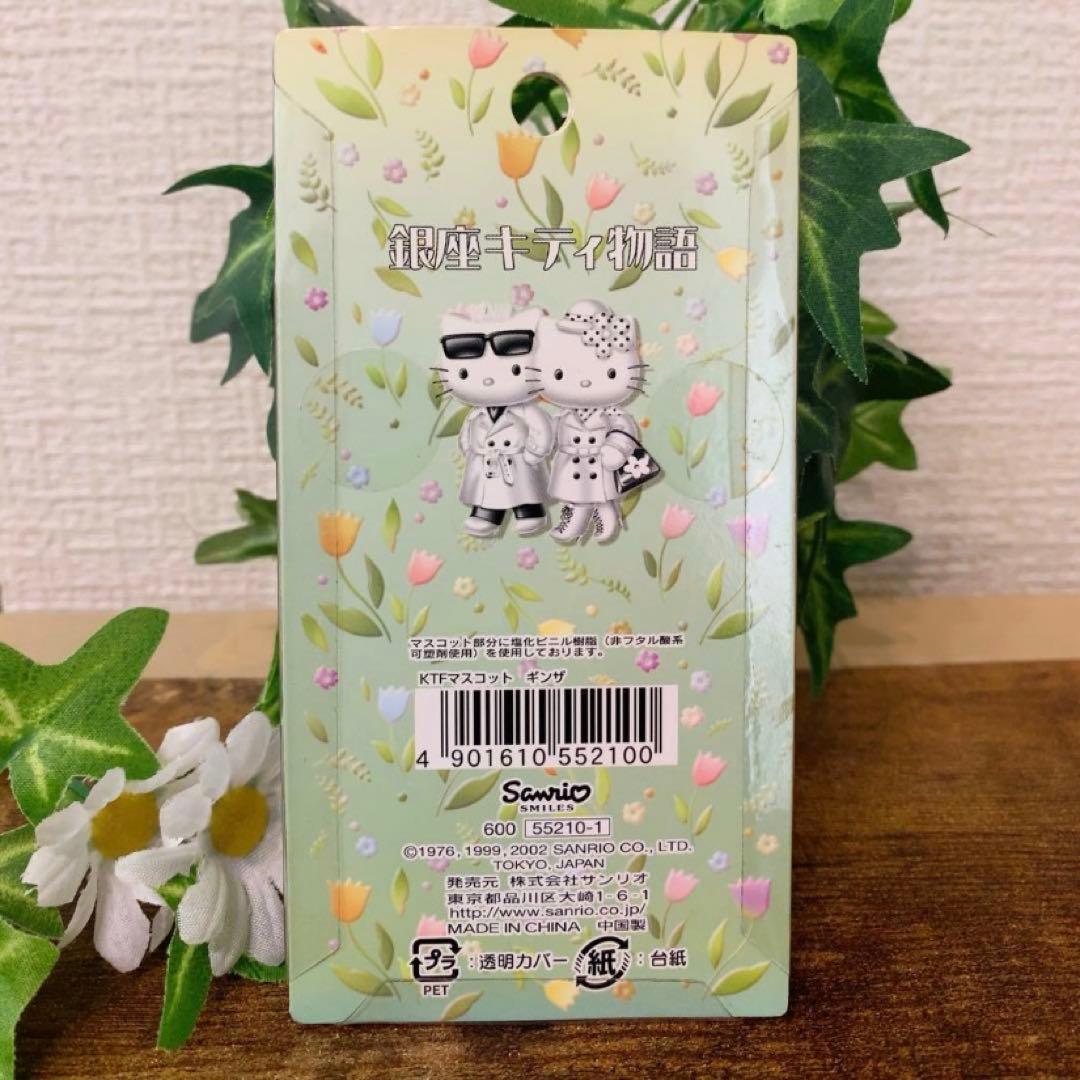 銀座キティ物語
マスコット部分に塩化ビニル樹脂（非フタル酸系
可塑剤使用）を使用しております。
KTFマスコット ギンザ
4 901610 552100
Sanrio
SMILES
600 55210-1
©1976, 1999, 2002 SANRIO CO., LTD.
TOKYO, JAPAN
発売元 株式会社サンリオ
東京都品川区大崎1-6-1
http://www.sanrio.co.jp/
MADE IN CHINA 中国製
プラ :透明カバー 紙 :台紙
PET